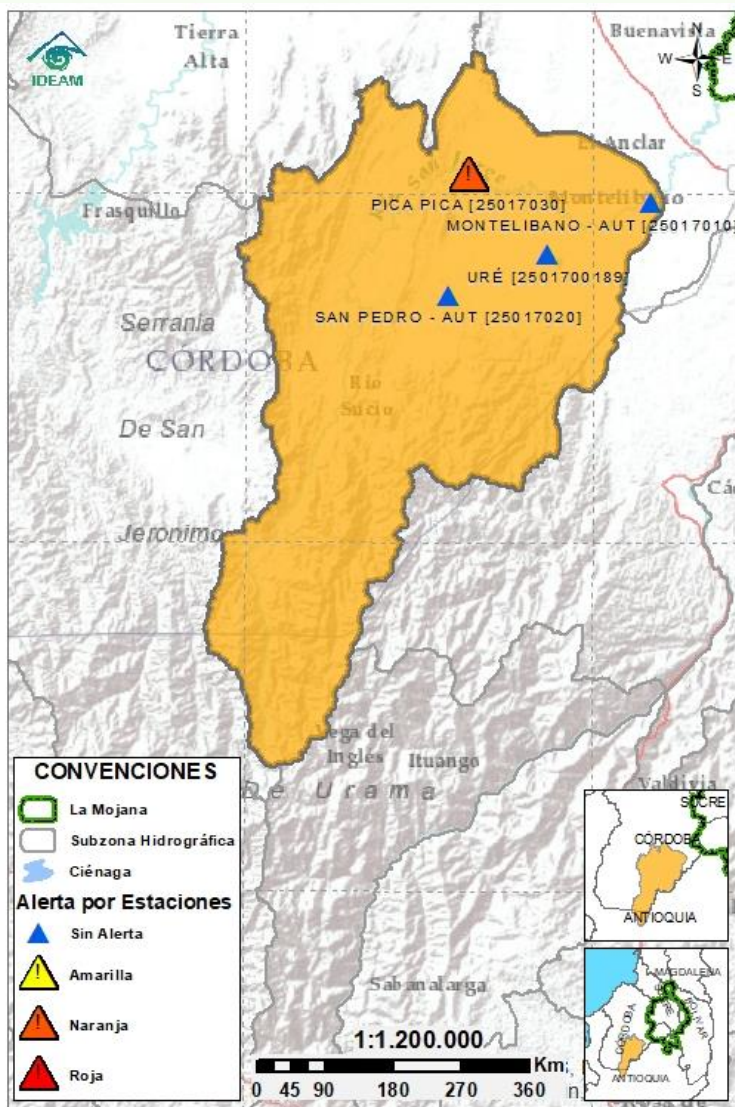 IDEAM
Tierra
Alta
Buenavista
N
W E
S
El Anclar
Frasquillo
Montelibano
PICA PICA [25017030]
MONTELIBANO - AUT [25017010]
URÉ [2501700189]
SAN PEDRO - AUT [25017020]
Serrania
CÓRDOBA
Rio
Sucio
De San
Jeronimo
Vega del
Ingles
Ituango
De Urama
Valdivia
Sabanalarga
CONVENCIONES
La Mojana
Subzona Hidrográfica
Ciénaga
Alerta por Estaciones
Sin Alerta
Amarilla
Naranja
Roja
1:1.200.000
Km
0 45 90 180 270 360
SUCRE
CÓRDOBA
ANTIOQUIA
MAGDALENA
CÓRDOBA
ANTIOQUIA